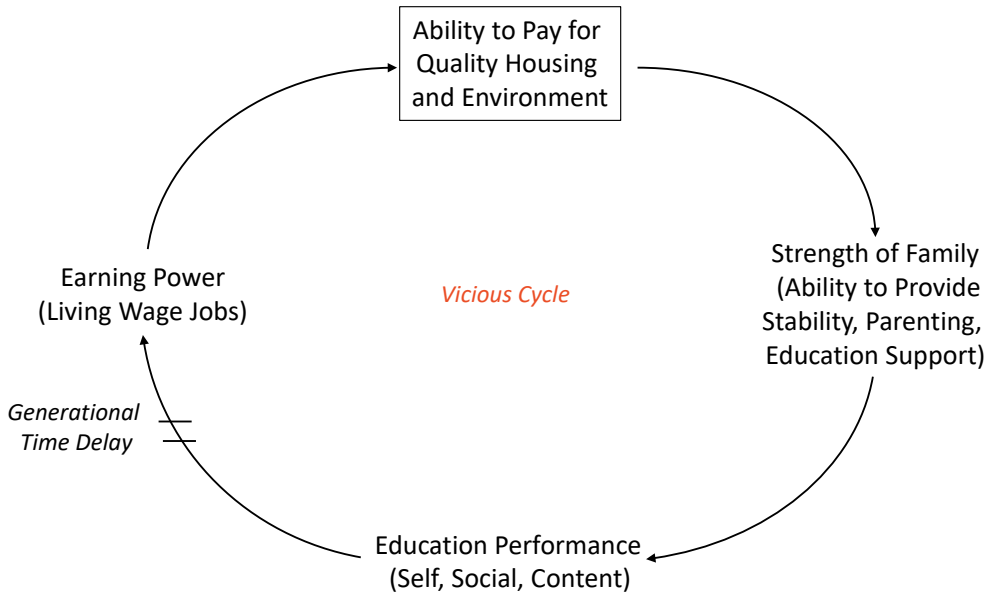 Ability to Pay for
Quality Housing
and Environment
Strength of Family
(Ability to Provide
Stability, Parenting,
Education Support)
Earning Power
(Living Wage Jobs)
Vicious Cycle
Generational
Time Delay
Education Performance
(Self, Social, Content)